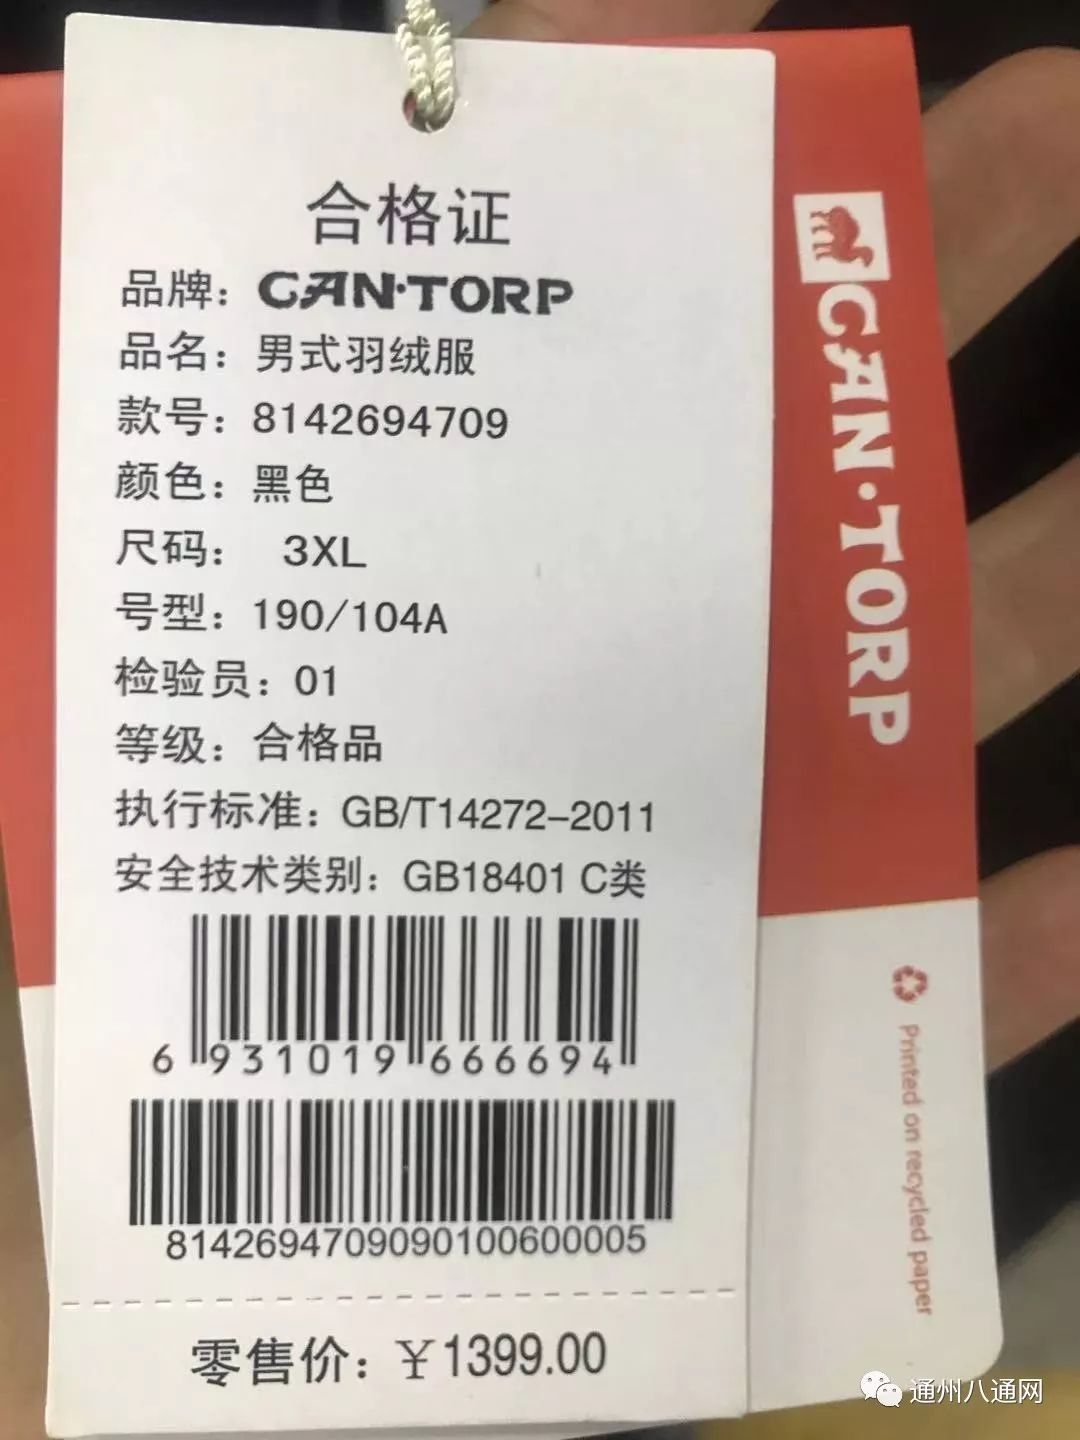 合格证
品牌：CAN·TORP
品名：男式羽绒服
款号：8142694709
颜色：黑色
尺码： 3XL
号型：190/104A
检验员：01
等级：合格品
执行标准：GB/T14272-2011
安全技术类别：GB18401 C类
6 931019 666694
81426947090901006000​05
零售价：￥1399.00
CAN·TORP
Printed on recycled paper
通州八通网